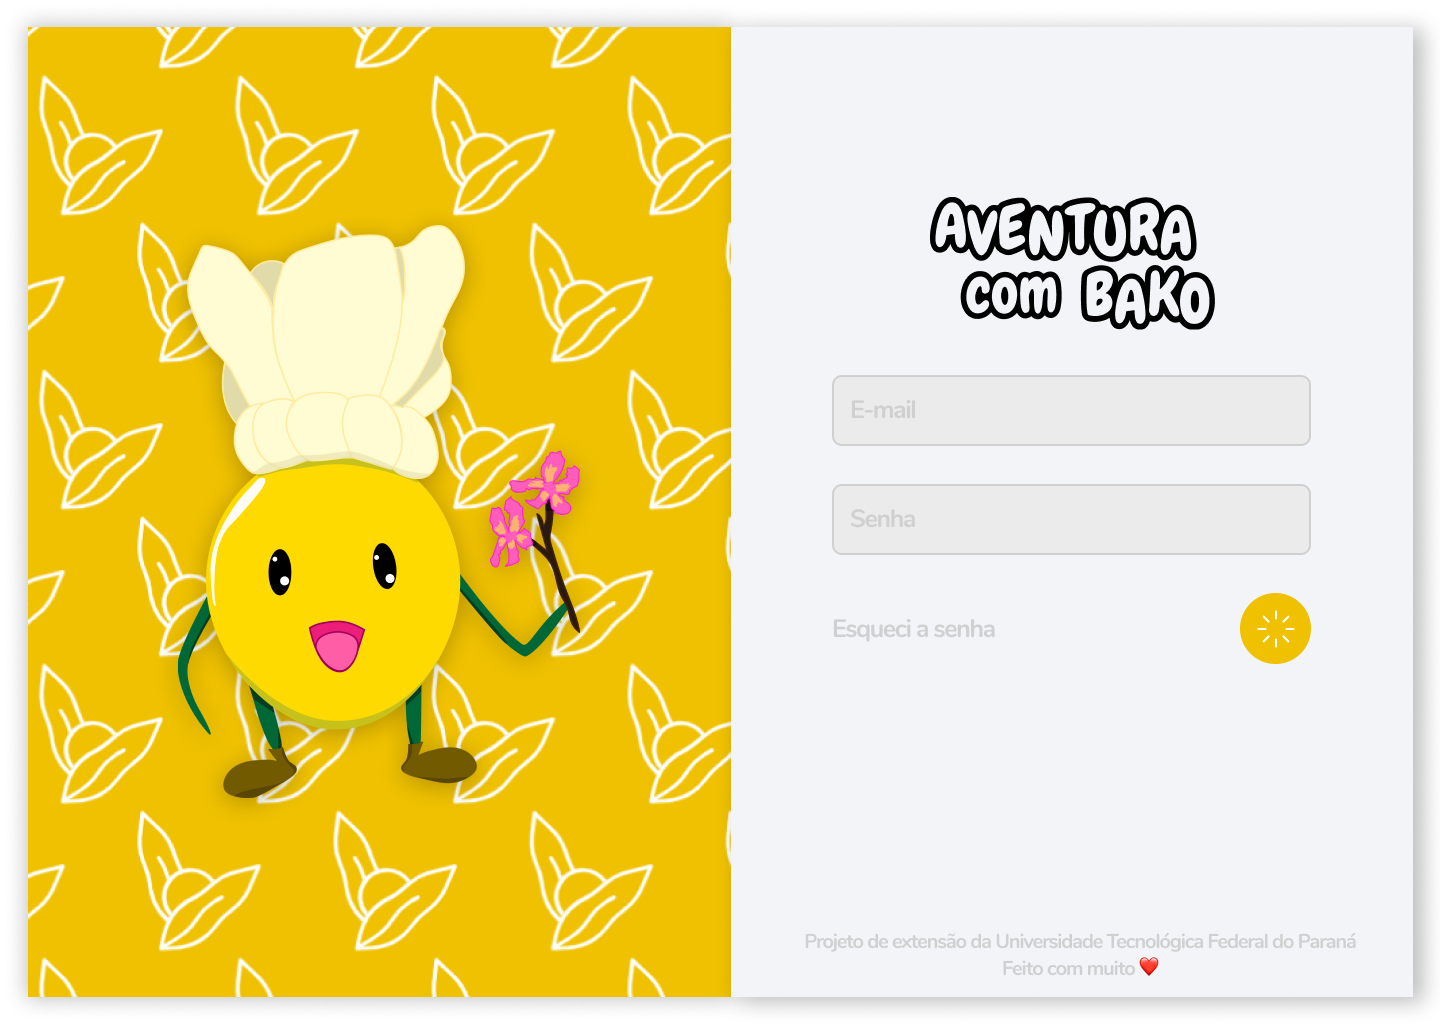 AVENTURA
com BAKO
E-mail
Senha
Esqueci a senha
Projeto de extensão da Universidade Tecnológica Federal do Paraná
Feito com muito ❤️